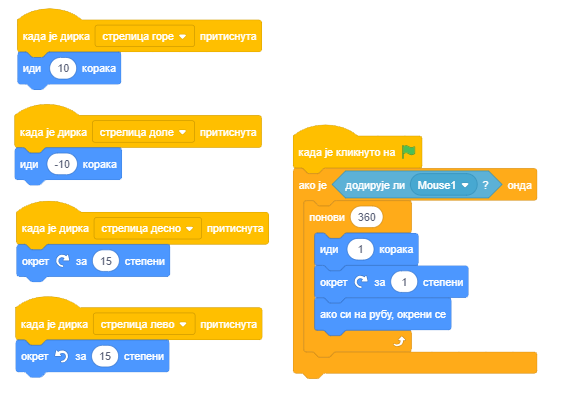 када је дирка стрелица горе притиснута
иди 10 корака
када је дирка стрелица доле притиснута
иди -10 корака
када је дирка стрелица десно притиснута
окрет за 15 степени
када је дирка стрелица лево притиснута
окрет за 15 степени
када је кликнуто на
ако је додирује ли Mouse1 ? онда
понови 360
иди 1 корака
окрет за 1 степени
ако си на рубу, окрени се